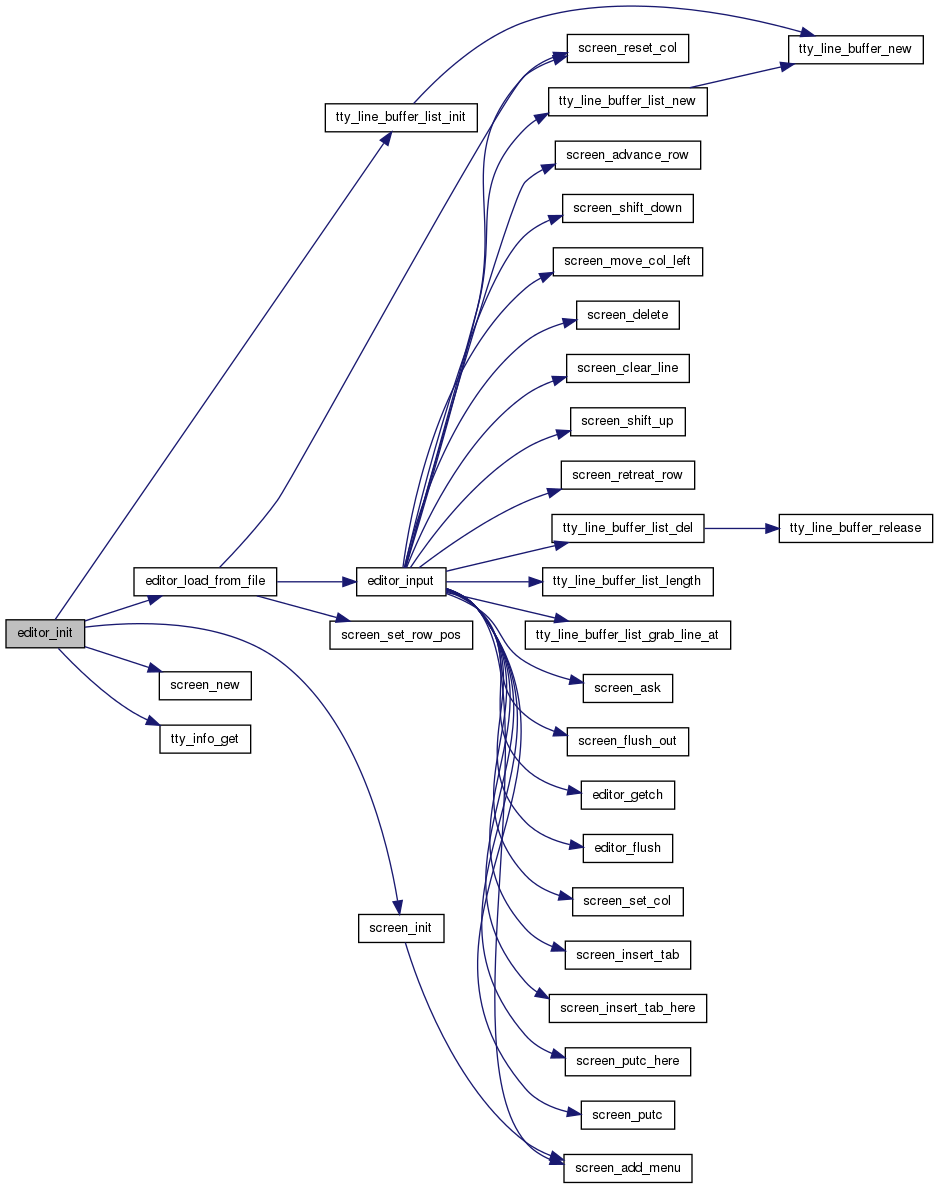 screen_reset_col
tty_line_buffer_new
tty_line_buffer_list_new
tty_line_buffer_list_init
screen_advance_row
screen_shift_down
screen_move_col_left
screen_delete
screen_clear_line
screen_shift_up
screen_retreat_row
tty_line_buffer_list_del
tty_line_buffer_release
editor_load_from_file
editor_input
tty_line_buffer_list_length
editor_init
screen_set_row_pos
tty_line_buffer_list_grab_line_at
screen_new
screen_ask
tty_info_get
screen_flush_out
editor_getch
editor_flush
screen_set_col
screen_init
screen_insert_tab
screen_insert_tab_here
screen_putc_here
screen_putc
screen_add_menu